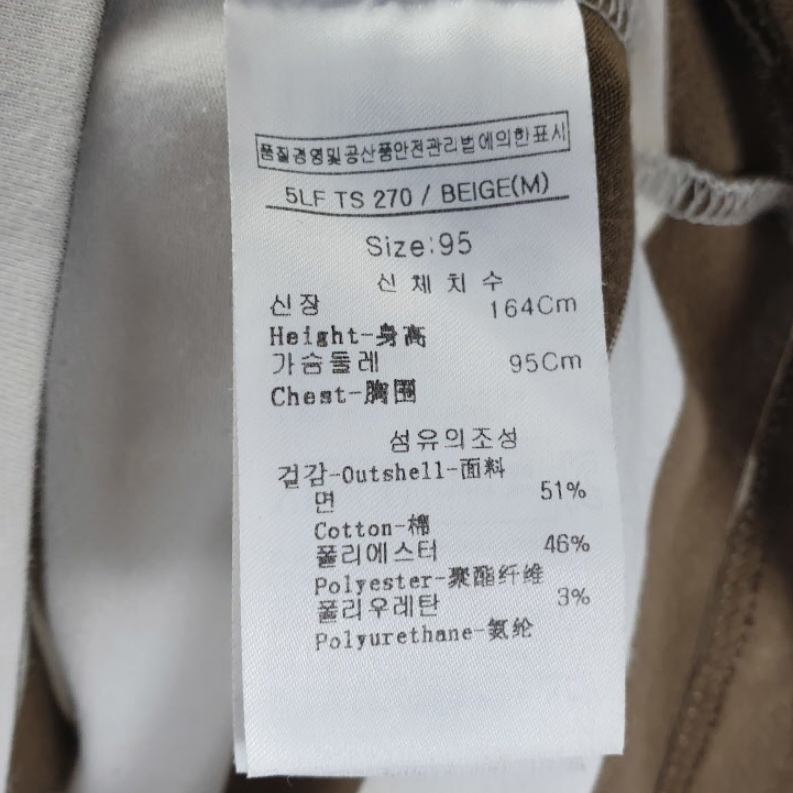 품질경영및공산품안전관리법에의한표시
5LF TS 270 / BEIGE(M)
Size:95
신 체 치 수
신장 164Cm
Height-身高
가슴둘레 95Cm
Chest-胸围
섬유의조성
겉감-Outshell-面料
면 51%
Cotton-棉
폴리에스터 46%
Polyester-聚酯纤维
폴리우레탄 3%
Polyurethane-氨纶